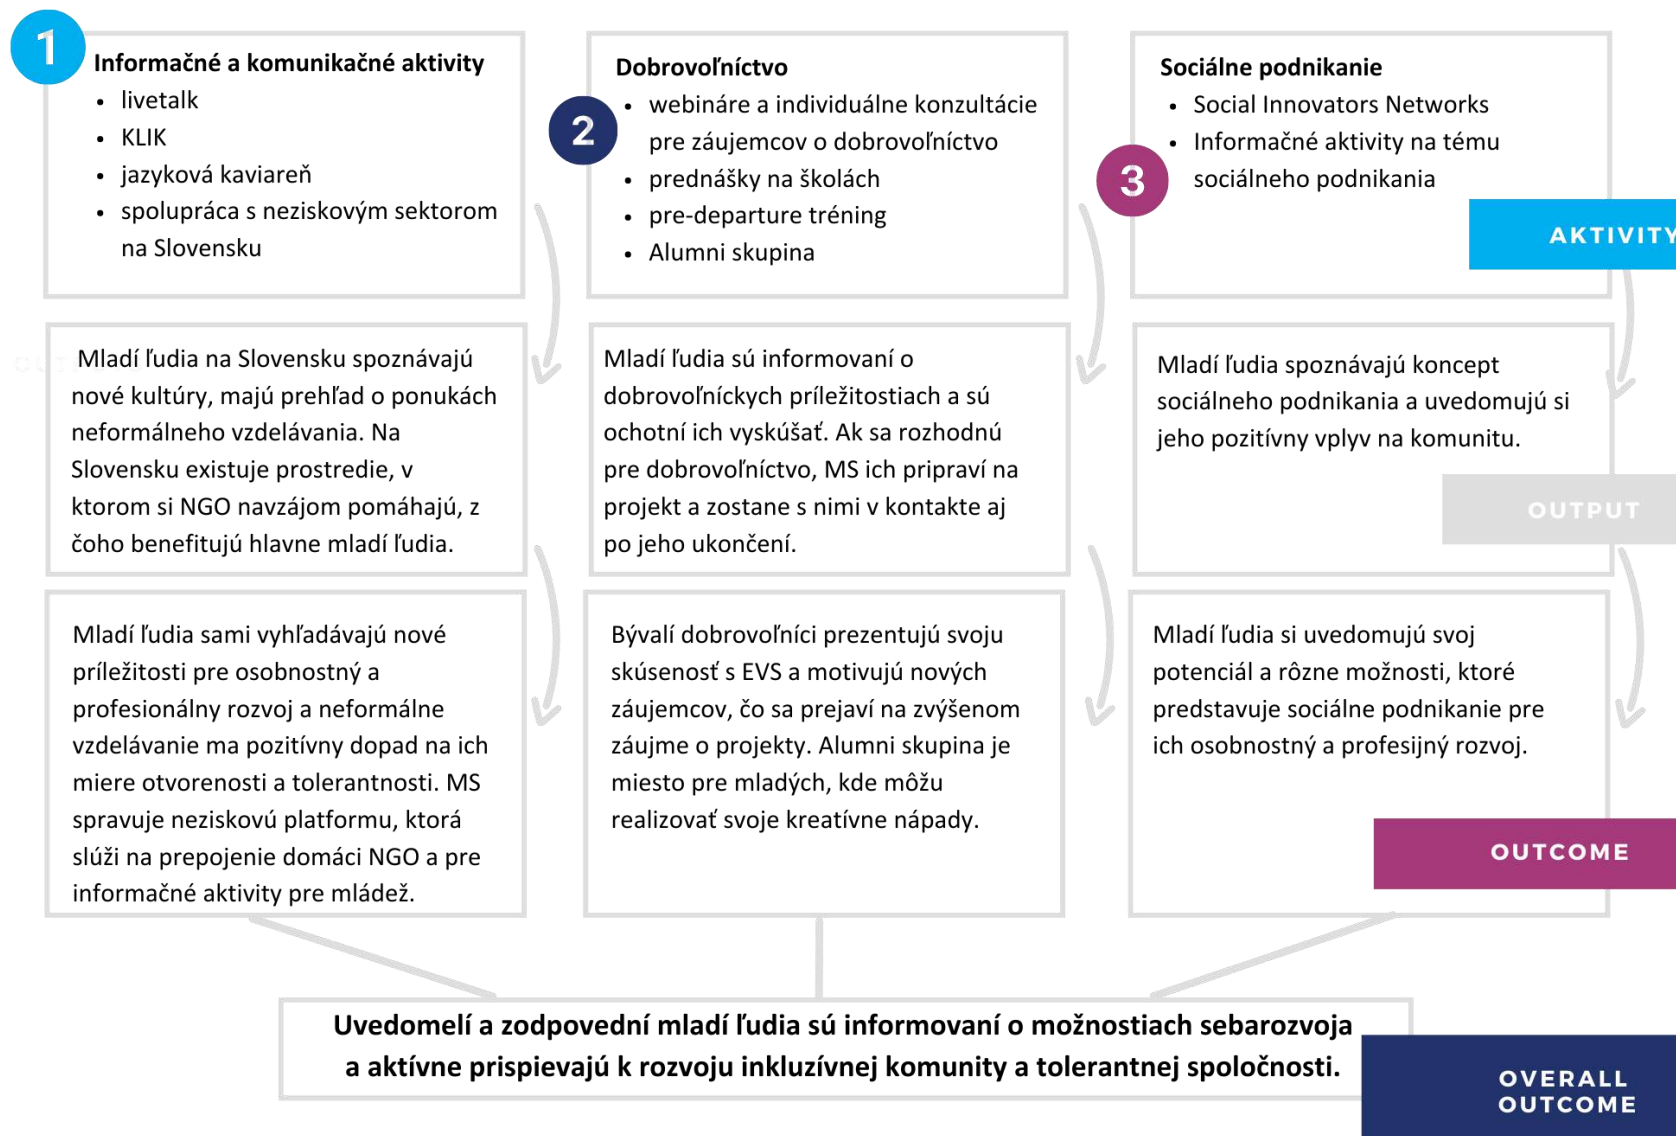 1
Informačné a komunikačné aktivity
• livetalk
• KLIK
• jazyková kaviareň
• spolupráca s neziskovým sektorom
na Slovensku
2
Dobrovoľníctvo
• webináre a individuálne konzultácie
pre záujemcov o dobrovoľníctvo
• prednášky na školách
• pre-departure tréning
• Alumni skupina
3
Sociálne podnikanie
• Social Innovators Networks
• Informačné aktivity na tému
sociálneho podnikania
AKTIVITY
Mladí ľudia na Slovensku spoznávajú
nové kultúry, majú prehľad o ponukách
neformálneho vzdelávania. Na
Slovensku existuje prostredie, v
ktorom si NGO navzájom pomáhajú, z
čoho benefitujú hlavne mladí ľudia.
Mladí ľudia sú informovaní o
dobrovoľníckych príležitostiach a sú
ochotní ich vyskúšať. Ak sa rozhodnú
pre dobrovoľníctvo, MS ich pripraví na
projekt a zostane s nimi v kontakte aj
po jeho ukončení.
Mladí ľudia spoznávajú koncept
sociálneho podnikania a uvedomujú si
jeho pozitívny vplyv na komunitu.
OUTPUT
Mladí ľudia sami vyhľadávajú nové
príležitosti pre osobnostný a
profesionálny rozvoj a neformálne
vzdelávanie ma pozitívny dopad na ich
miere otvorenosti a tolerantnosti. MS
spravuje neziskovú platformu, ktorá
slúži na prepojenie domáci NGO a pre
informačné aktivity pre mládež.
Bývalí dobrovoľníci prezentujú svoju
skúsenosť s EVS a motivujú nových
záujemcov, čo sa prejaví na zvýšenom
záujme o projekty. Alumni skupina je
miesto pre mladých, kde môžu
realizovať svoje kreatívne nápady.
Mladí ľudia si uvedomujú svoj
potenciál a rôzne možnosti, ktoré
predstavuje sociálne podnikanie pre
ich osobnostný a profesijný rozvoj.
OUTCOME
Uvedomelí a zodpovední mladí ľudia sú informovaní o možnostiach sebarozvoja
a aktívne prispievajú k rozvoju inkluzívnej komunity a tolerantnej spoločnosti.
OVERALL
OUTCOME